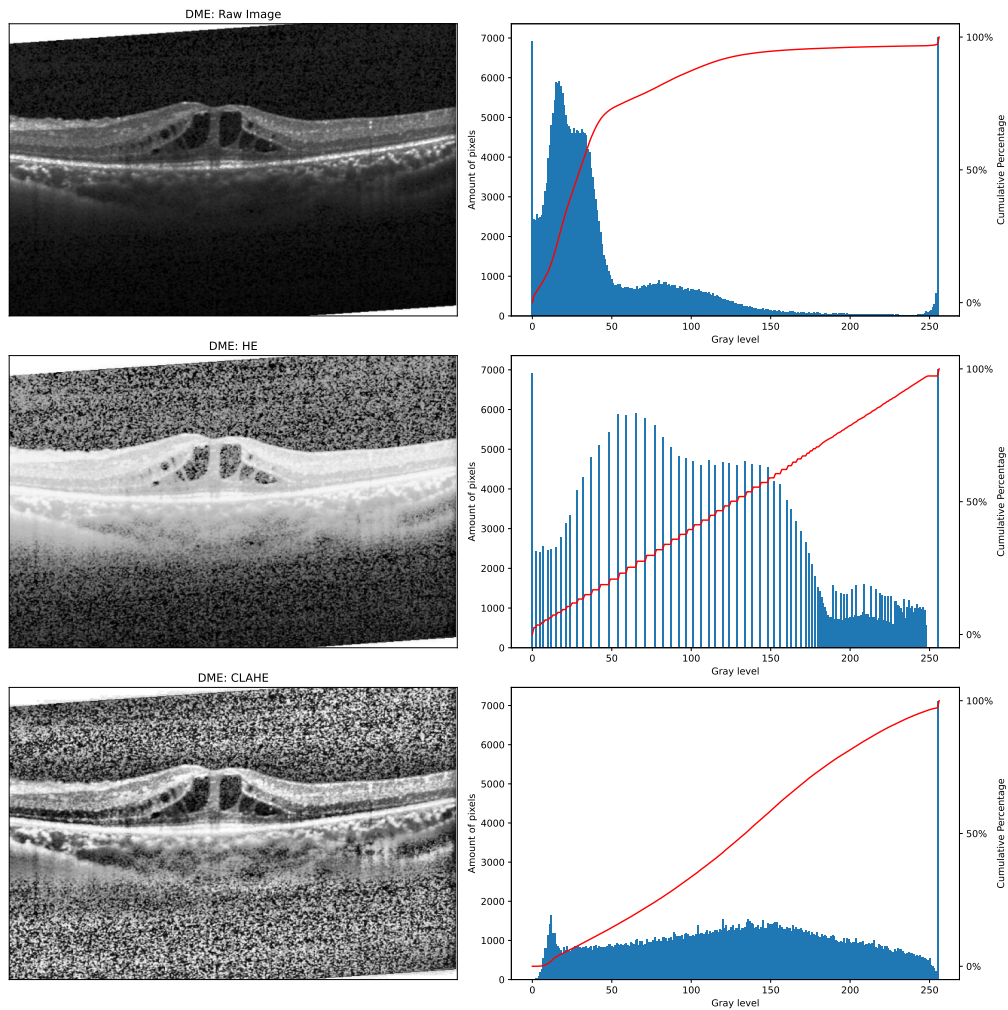 DME: Raw Image
7000
6000
5000
4000
3000
2000
1000
0
Amount of pixels
0 50 100 150 200 250
Gray level
100%
50%
0%
Cumulative Percentage
DME: HE
7000
6000
5000
4000
3000
2000
1000
0
Amount of pixels
0 50 100 150 200 250
Gray level
100%
50%
0%
Cumulative Percentage
DME: CLAHE
7000
6000
5000
4000
3000
2000
1000
0
Amount of pixels
0 50 100 150 200 250
Gray level
100%
50%
0%
Cumulative Percentage